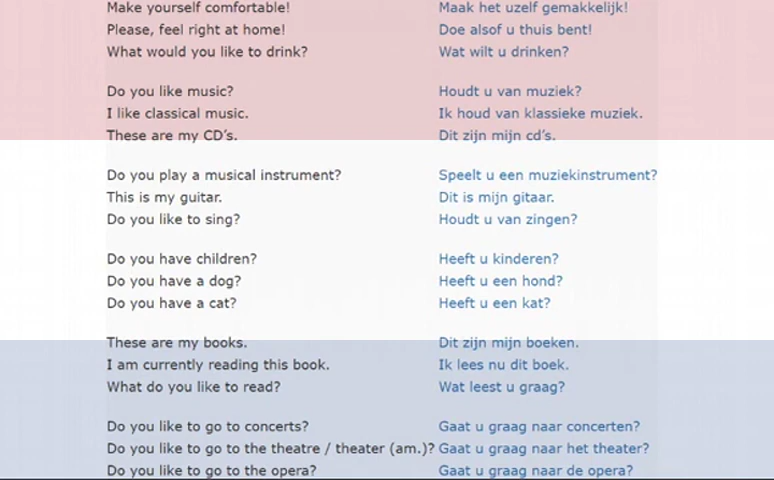 Make yourself comfortable! Maak het uzelf gemakkelijk!
Please, feel right at home! Doe alsof u thuis bent!
What would you like to drink? Wat wilt u drinken?
Do you like music? Houdt u van muziek?
I like classical music. Ik houd van klassieke muziek.
These are my CD’s. Dit zijn mijn cd’s.
Do you play a musical instrument? Speelt u een muziekinstrument?
This is my guitar. Dit is mijn gitaar.
Do you like to sing? Houdt u van zingen?
Do you have children? Heeft u kinderen?
Do you have a dog? Heeft u een hond?
Do you have a cat? Heeft u een kat?
These are my books. Dit zijn mijn boeken.
I am currently reading this book. Ik lees nu dit boek.
What do you like to read? Wat leest u graag?
Do you like to go to concerts? Gaat u graag naar concerten?
Do you like to go to the theatre / theater (am.)? Gaat u graag naar het theater?
Do you like to go to the opera? Gaat u graag naar de opera?